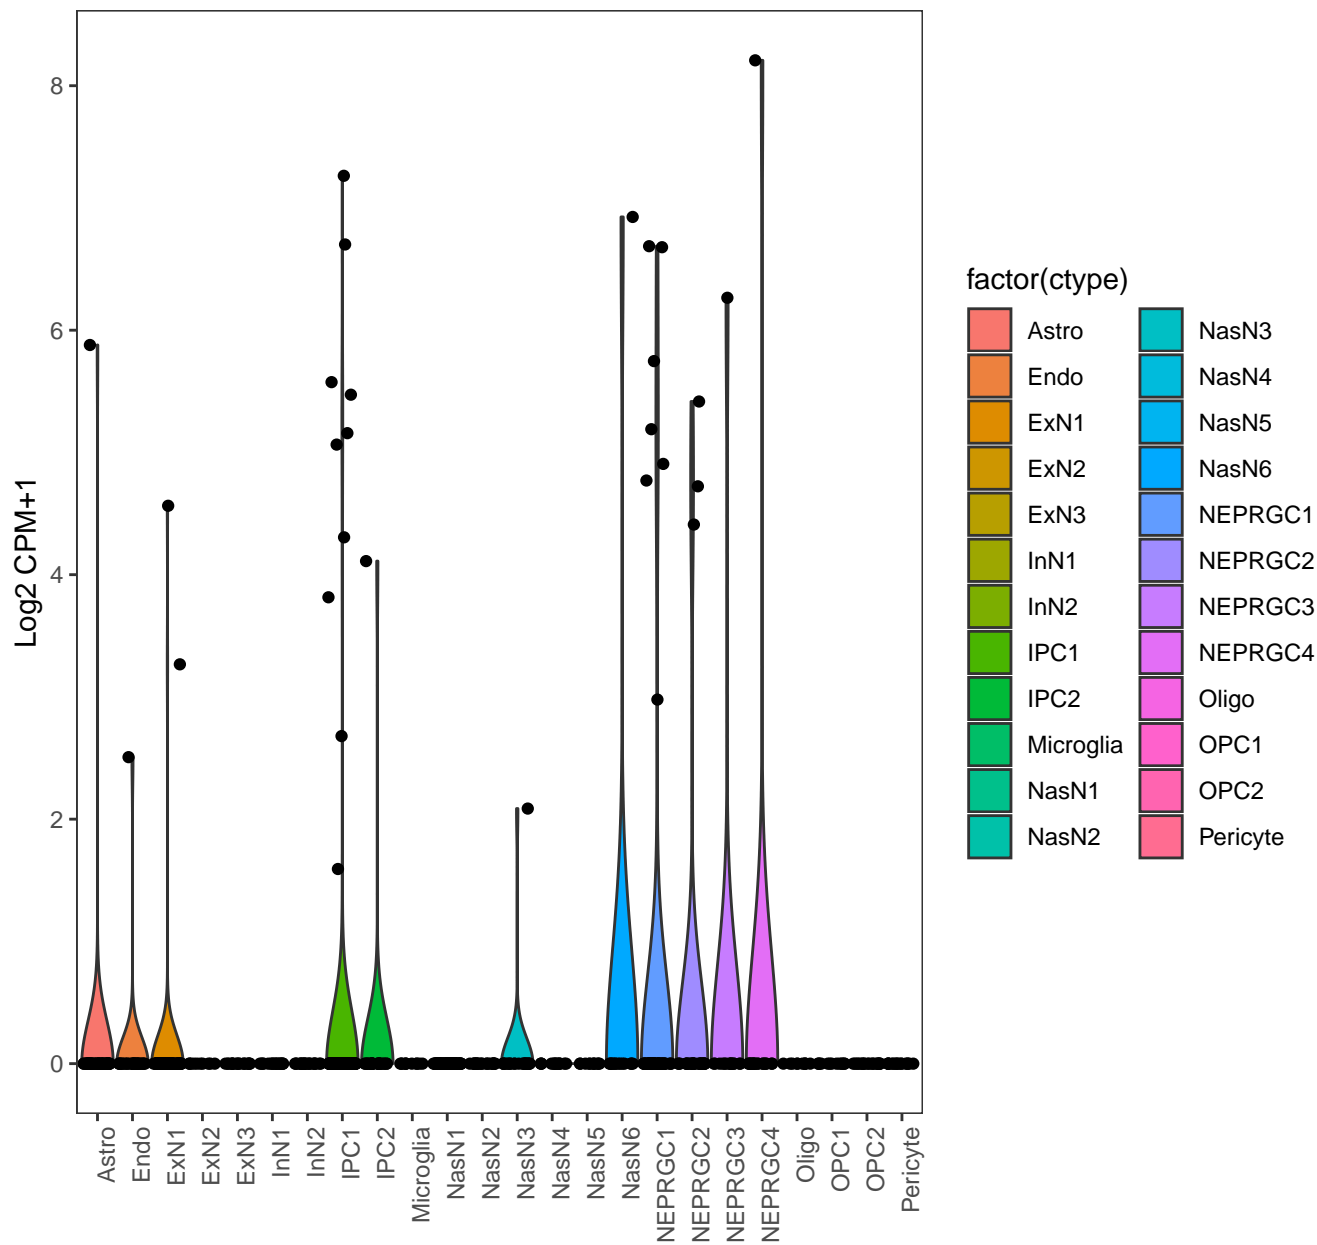 Log2 CPM+1
8
6
4
2
0
Astro
Endo
ExN1
ExN2
ExN3
InN1
InN2
IPC1
IPC2
Microglia
NasN1
NasN2
NasN3
NasN4
NasN5
NasN6
NEPRGC1
NEPRGC2
NEPRGC3
NEPRGC4
Oligo
OPC1
OPC2
Pericyte
factor(ctype)
Astro
Endo
ExN1
ExN2
ExN3
InN1
InN2
IPC1
IPC2
Microglia
NasN1
NasN2
NasN3
NasN4
NasN5
NasN6
NEPRGC1
NEPRGC2
NEPRGC3
NEPRGC4
Oligo
OPC1
OPC2
Pericyte